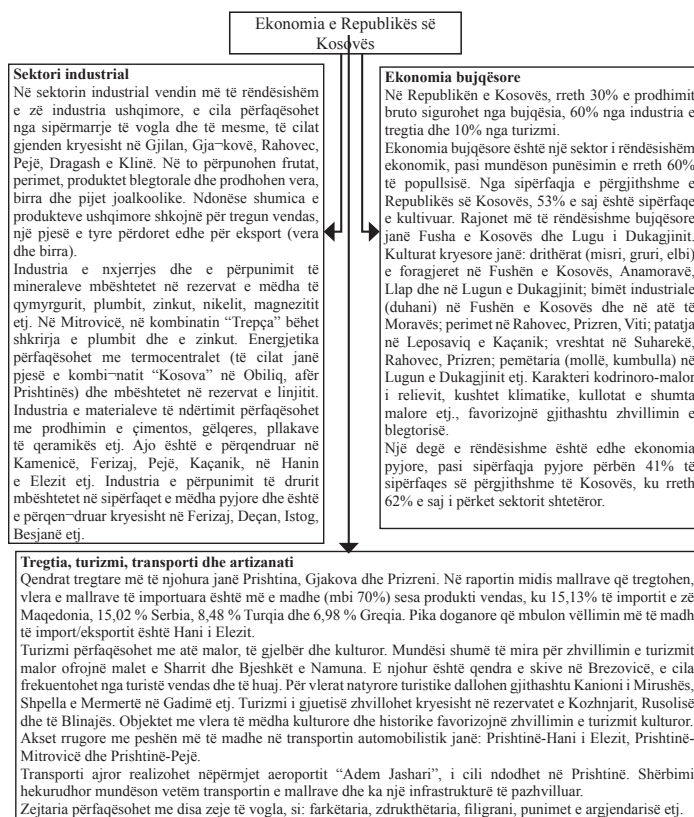 Ekonomia e Republikës së
Kosovës
Sektori industrial
Në sektorin industrial vendin më të rëndësishëm
e zë industria ushqimore, e cila përfaqësohet
nga sipërmarrje të vogla dhe të mesme, të cilat
gjenden kryesisht në Gjilan, Gja¬kovë, Rahovec,
Pejë, Dragash e Klinë. Në to përpunohen frutat,
perimet, produktet blegtorale dhe prodhohen vera,
birra dhe pijet joalkoolike. Ndonëse shumica e
produkteve ushqimore shkojnë për tregun vendas,
një pjesë e tyre përdoret edhe për eksport (vera
dhe birra).
Industria e nxjerrjes dhe e përpunimit të
mineraleve mbështetet në rezervat e mëdha të
qymyrgurit, plumbit, zinkut, nikelit, magnezitit
etj. Në Mitrovicë, në kombinatin “Trepça” bëhet
shkrirja e plumbit dhe e zinkut. Energjetika
përfaqësohet me termocentralet (të cilat janë
pjesë e kombi¬natit “Kosova” në Obiliq, afër
Prishtinës) dhe mbështetet në rezervat e linjitit.
Industria e materialeve të ndërtimit përfaqësohet
me prodhimin e çimentos, gëlqeres, pllakave
të qeramikës etj. Ajo është e përqendruar në
Kamenicë, Ferizaj, Pejë, Kaçanik, në Hanin
e Elezit etj. Industria e përpunimit të drurit
mbështetet në sipërfaqet e mëdha pyjore dhe është
e përqen¬druar kryesisht në Ferizaj, Deçan, Istog,
Besjanë etj.
Ekonomia bujqësore
Në Republikën e Kosovës, rreth 30% e prodhimit
bruto sigurohet nga bujqësia, 60% nga industria e
tregtia dhe 10% nga turizmi.
Ekonomia bujqësore është një sektor i rëndësishëm
ekonomik, pasi mundëson punësimin e rreth 60%
të popullsisë. Nga sipërfaqja e përgjithshme e
Republikës së Kosovës, 53% e saj është sipërfaqe
e kultivuar. Rajonet më të rëndësishme bujqësore
janë Fusha e Kosovës dhe Lugu i Dukagjinit.
Kulturat kryesore janë: drithërat (misri, gruri, elbi)
e foragjeret në Fushën e Kosovës, Anamoravë,
Llap dhe në Lugun e Dukagjinit; bimët industriale
(duhani) në Fushën e Kosovës dhe në atë të
Moravës; perimet në Rahovec, Prizren, Viti; patatja
në Leposaviq e Kaçanik; vreshtat në Suharekë,
Rahovec, Prizren; pemëtaria (mollë, kumbulla) në
Lugun e Dukagjinit etj. Karakteri kodrinoro-malor
i relievit, kushtet klimatike, kullotat e shumta
malore etj., favorizojnë gjithashtu zhvillimin e
blegtorisë.
Një degë e rëndësishme është edhe ekonomia
pyjore, pasi sipërfaqja pyjore përbën 41% të
sipërfaqes së përgjithshme të Kosovës, ku rreth
62% e saj i përket sektorit shtetëror.
Tregtia, turizmi, transporti dhe artizanati
Qendrat tregtare më të njohura janë Prishtina, Gjakova dhe Prizreni. Në raportin midis mallrave që tregtohen,
vlera e mallrave të importuara është më e madhe (mbi 70%) sesa produkti vendas, ku 15,13% të importit e zë
Maqedonia, 15,02 % Serbia, 8,48 % Turqia dhe 6,98 % Greqia. Pika doganore që mbulon vëllimin më të madh
të import/eksportit është Hani i Elezit.
Turizmi përfaqësohet me atë malor, të gjelbër dhe kulturor. Mundësi shumë të mira për zhvillimin e turizmit
malor ofrojnë malet e Sharrit dhe Bjeshkët e Namuna. E njohur është qendra e skive në Brezovicë, e cila
frekuentohet nga turistë vendas dhe të huaj. Për vlerat natyrore turistike dallohen gjithashtu Kanioni i Mirushës,
Shpella e Mermertë në Gadimë etj. Turizmi i gjuetisë zhvillohet kryesisht në rezervatet e Kozhnjarit, Rusolisë
dhe të Blinajës. Objektet me vlera të mëdha kulturore dhe historike favorizojnë zhvillimin e turizmit kulturor.
Akset rrugore me peshën më të madhe në transportin automobilistik janë: Prishtinë-Hani i Elezit, Prishtinë-
Mitrovicë dhe Prishtinë-Pejë.
Transporti ajror realizohet nëpërmjet aeroportit “Adem Jashari”, i cili ndodhet në Prishtinë. Shërbimi
hekurudhor mundëson vetëm transportin e mallrave dhe ka një infrastrukturë të pazhvilluar.
Zejtaria përfaqësohet me disa zeje të vogla, si: farkëtaria, zdrukthëtaria, filigrani, punimet e argjendarisë etj.